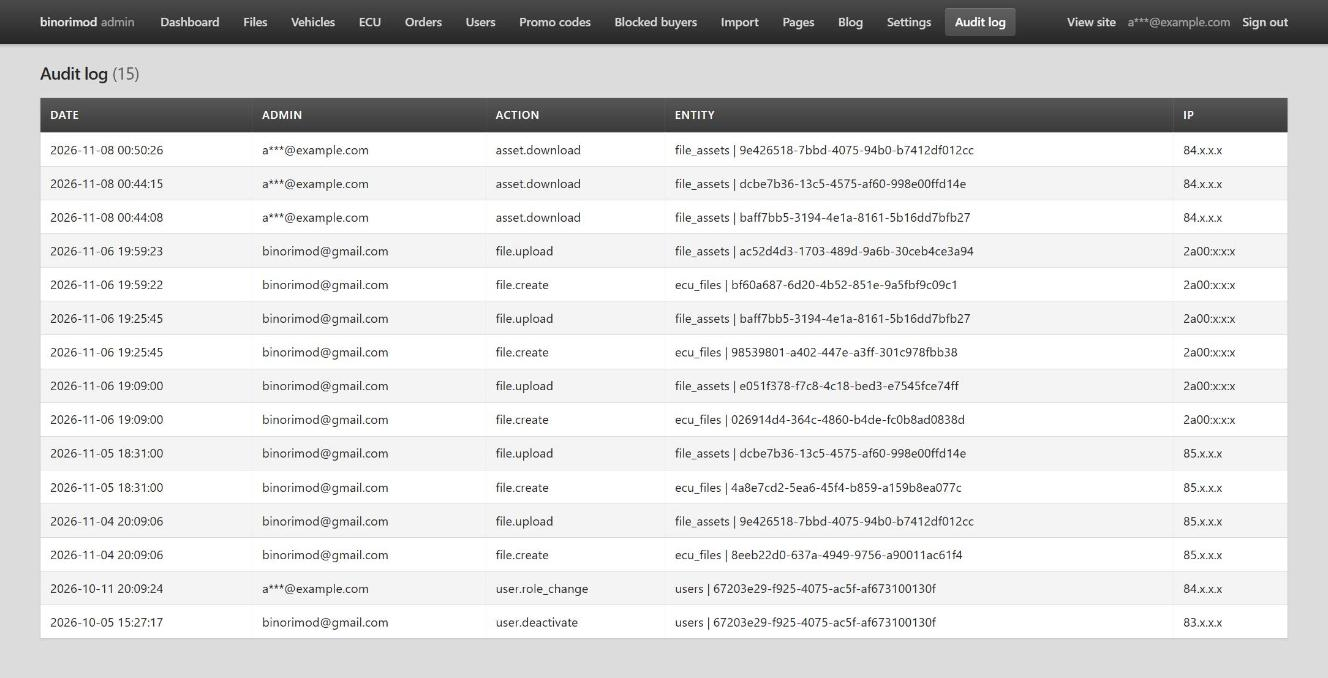 binorimod admin Dashboard Files Vehicles ECU Orders Users Promo codes Blocked buyers Import Pages Blog Settings Audit log View site a***@example.com Sign out
Audit log (15)
DATE ADMIN ACTION ENTITY IP
2026-11-08 00:50:26 a***@example.com asset.download file_assets | 9e426518-7bbd-4075-94b0-b7412df012cc 84.x.x.x
2026-11-08 00:44:15 a***@example.com asset.download file_assets | dcbe7b36-13c5-4575-af60-998e00ffd14e 84.x.x.x
2026-11-08 00:44:08 a***@example.com asset.download file_assets | baff7bb5-3194-4e1a-8161-5b16dd7bfb27 84.x.x.x
2026-11-06 19:59:23 binorimod@gmail.com file.upload file_assets | ac52d4d3-1703-489d-9a6b-30ceb4ce3a94 2a00:x:x:x
2026-11-06 19:59:22 binorimod@gmail.com file.create ecu_files | bf60a687-6d20-4b52-851e-9a5fbf9c09c1 2a00:x:x:x
2026-11-06 19:25:45 binorimod@gmail.com file.upload file_assets | baff7bb5-3194-4e1a-8161-5b16dd7bfb27 2a00:x:x:x
2026-11-06 19:25:45 binorimod@gmail.com file.create ecu_files | 98539801-a402-447e-a3ff-301c978fbb38 2a00:x:x:x
2026-11-06 19:09:00 binorimod@gmail.com file.upload file_assets | e051f378-f7c8-4c18-bed3-e7545fce74ff 2a00:x:x:x
2026-11-06 19:09:00 binorimod@gmail.com file.create ecu_files | 026914d4-364c-4860-b4de-fc0b8ad0838d 2a00:x:x:x
2026-11-05 18:31:00 binorimod@gmail.com file.upload file_assets | dcbe7b36-13c5-4575-af60-998e00ffd14e 85.x.x.x
2026-11-05 18:31:00 binorimod@gmail.com file.create ecu_files | 4a8e7cd2-5ea6-45f4-b859-a159b8ea077c 85.x.x.x
2026-11-04 20:09:06 binorimod@gmail.com file.upload file_assets | 9e426518-7bbd-4075-94b0-b7412df012cc 85.x.x.x
2026-11-04 20:09:06 binorimod@gmail.com file.create ecu_files | 8eeb22d0-637a-4949-9756-a90011ac61f4 85.x.x.x
2026-10-11 20:09:24 a***@example.com user.role_change users | 67203e29-f925-4075-ac5f-af673100130f 84.x.x.x
2026-10-05 15:27:17 binorimod@gmail.com user.deactivate users | 67203e29-f925-4075-ac5f-af673100130f 83.x.x.x